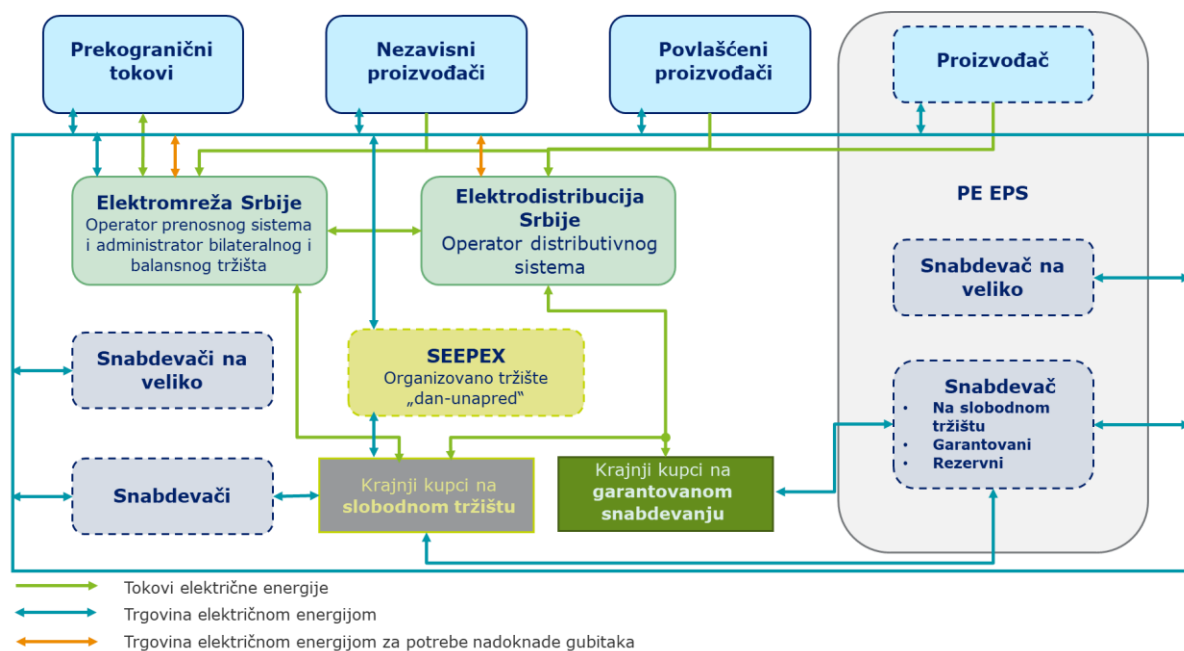 Prekogranični
tokovi
Nezavisni
proizvođači
Povlašćeni
proizvođači
Proizvođač
PE EPS
Elektromreža Srbije
Operator prenosnog sistema
i administrator bilateralnog i
balansnog tržišta
Elektrodistribucija
Srbije
Operator distributivnog
sistema
Snabdevač na
veliko
Snabdevači na
veliko
SEEPEX
Organizovano tržište
„dan-unapred“
Snabdevač
• Na slobodnom
tržištu
• Garantovani
• Rezervni
Snabdevači
Krajnji kupci na
slobodnom tržištu
Krajnji kupci na
garantovanom
snabdevanju
Tokovi električne energije
Trgovina električnom energijom
Trgovina električnom energijom za potrebe nadoknade gubitaka